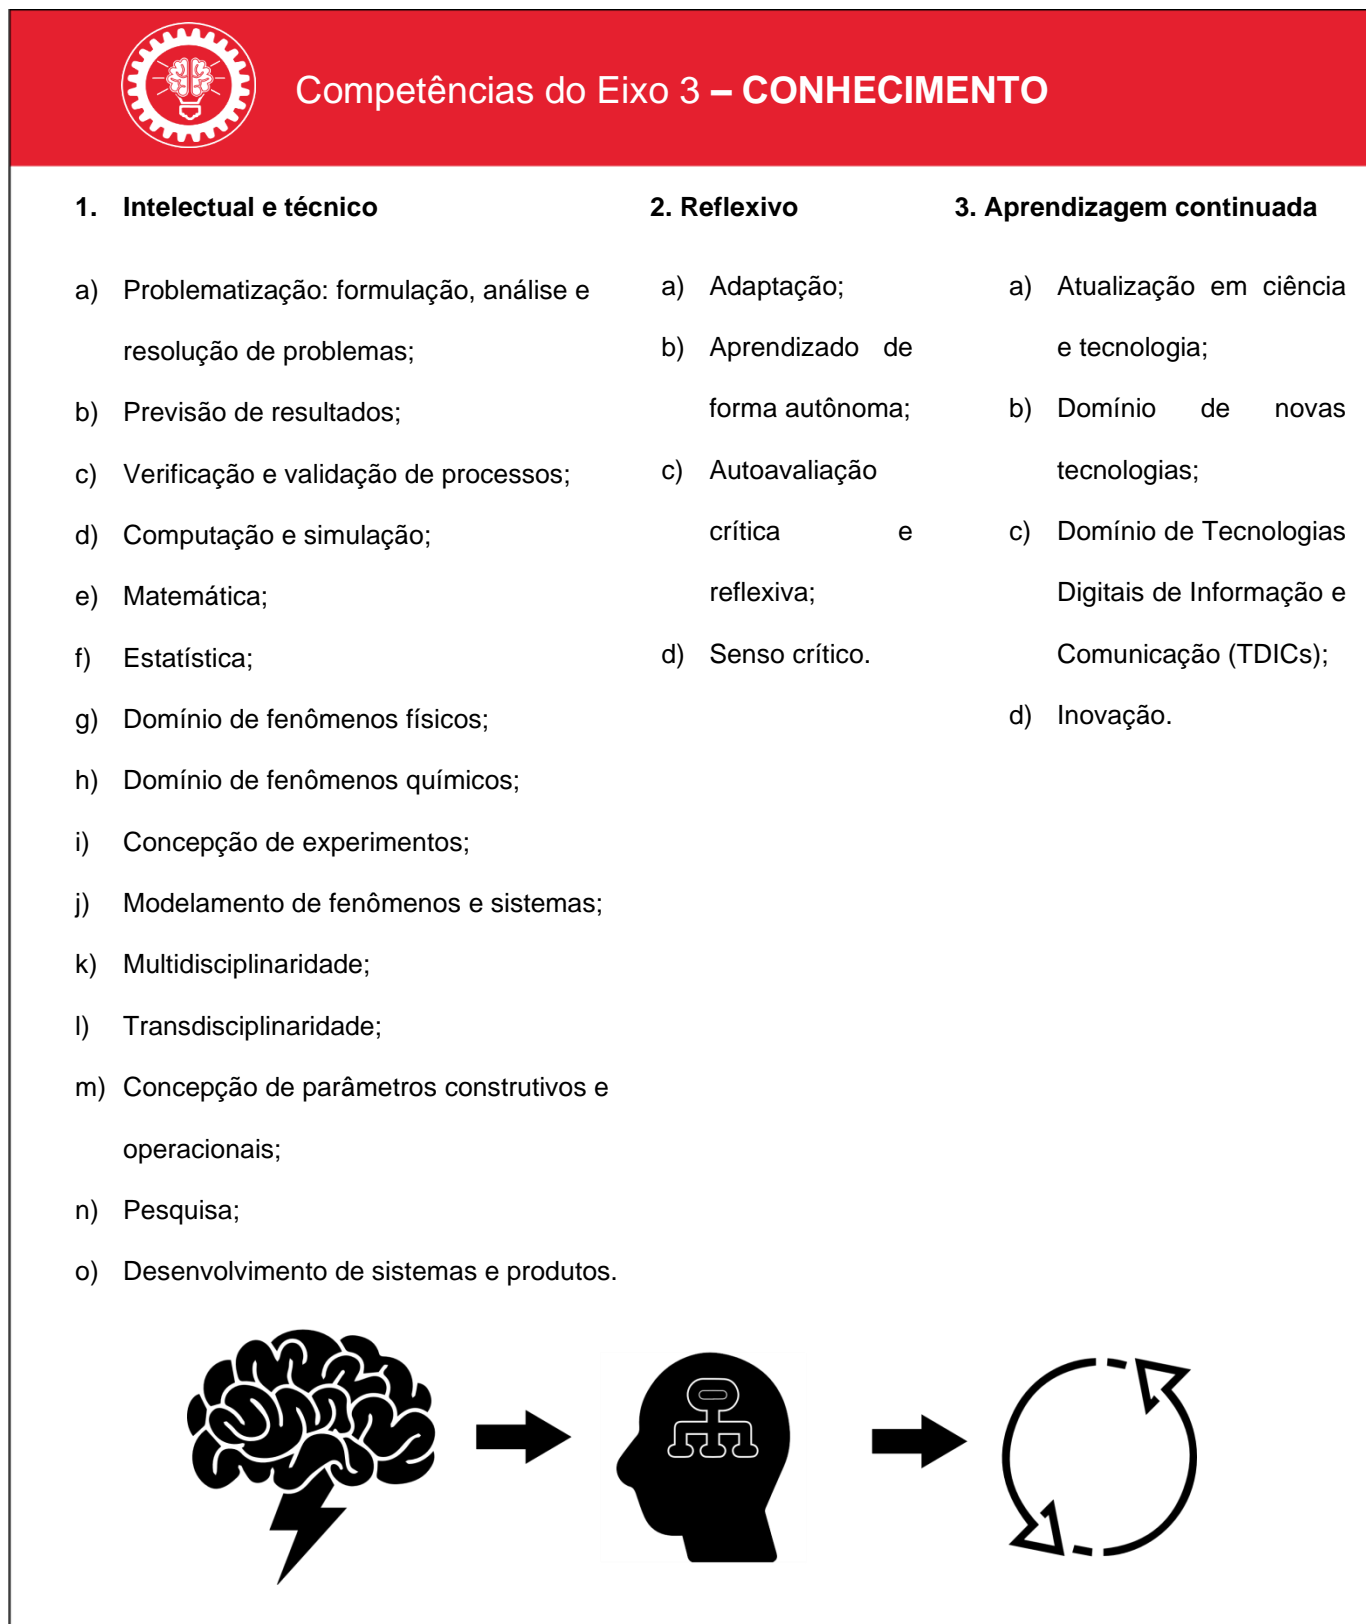 Competências do Eixo 3 – CONHECIMENTO
1. Intelectual e técnico
a) Problematização: formulação, análise e
resolução de problemas;
b) Previsão de resultados;
c) Verificação e validação de processos;
d) Computação e simulação;
e) Matemática;
f) Estatística;
g) Domínio de fenômenos físicos;
h) Domínio de fenômenos químicos;
i) Concepção de experimentos;
j) Modelamento de fenômenos e sistemas;
k) Multidisciplinaridade;
l) Transdisciplinaridade;
m) Concepção de parâmetros construtivos e
operacionais;
n) Pesquisa;
o) Desenvolvimento de sistemas e produtos.
2. Reflexivo
a) Adaptação;
b) Aprendizado de
forma autônoma;
c) Autoavaliação
crítica e
reflexiva;
d) Senso crítico.
3. Aprendizagem continuada
a) Atualização em ciência
e tecnologia;
b) Domínio de novas
tecnologias;
c) Domínio de Tecnologias
Digitais de Informação e
Comunicação (TDICs);
d) Inovação.